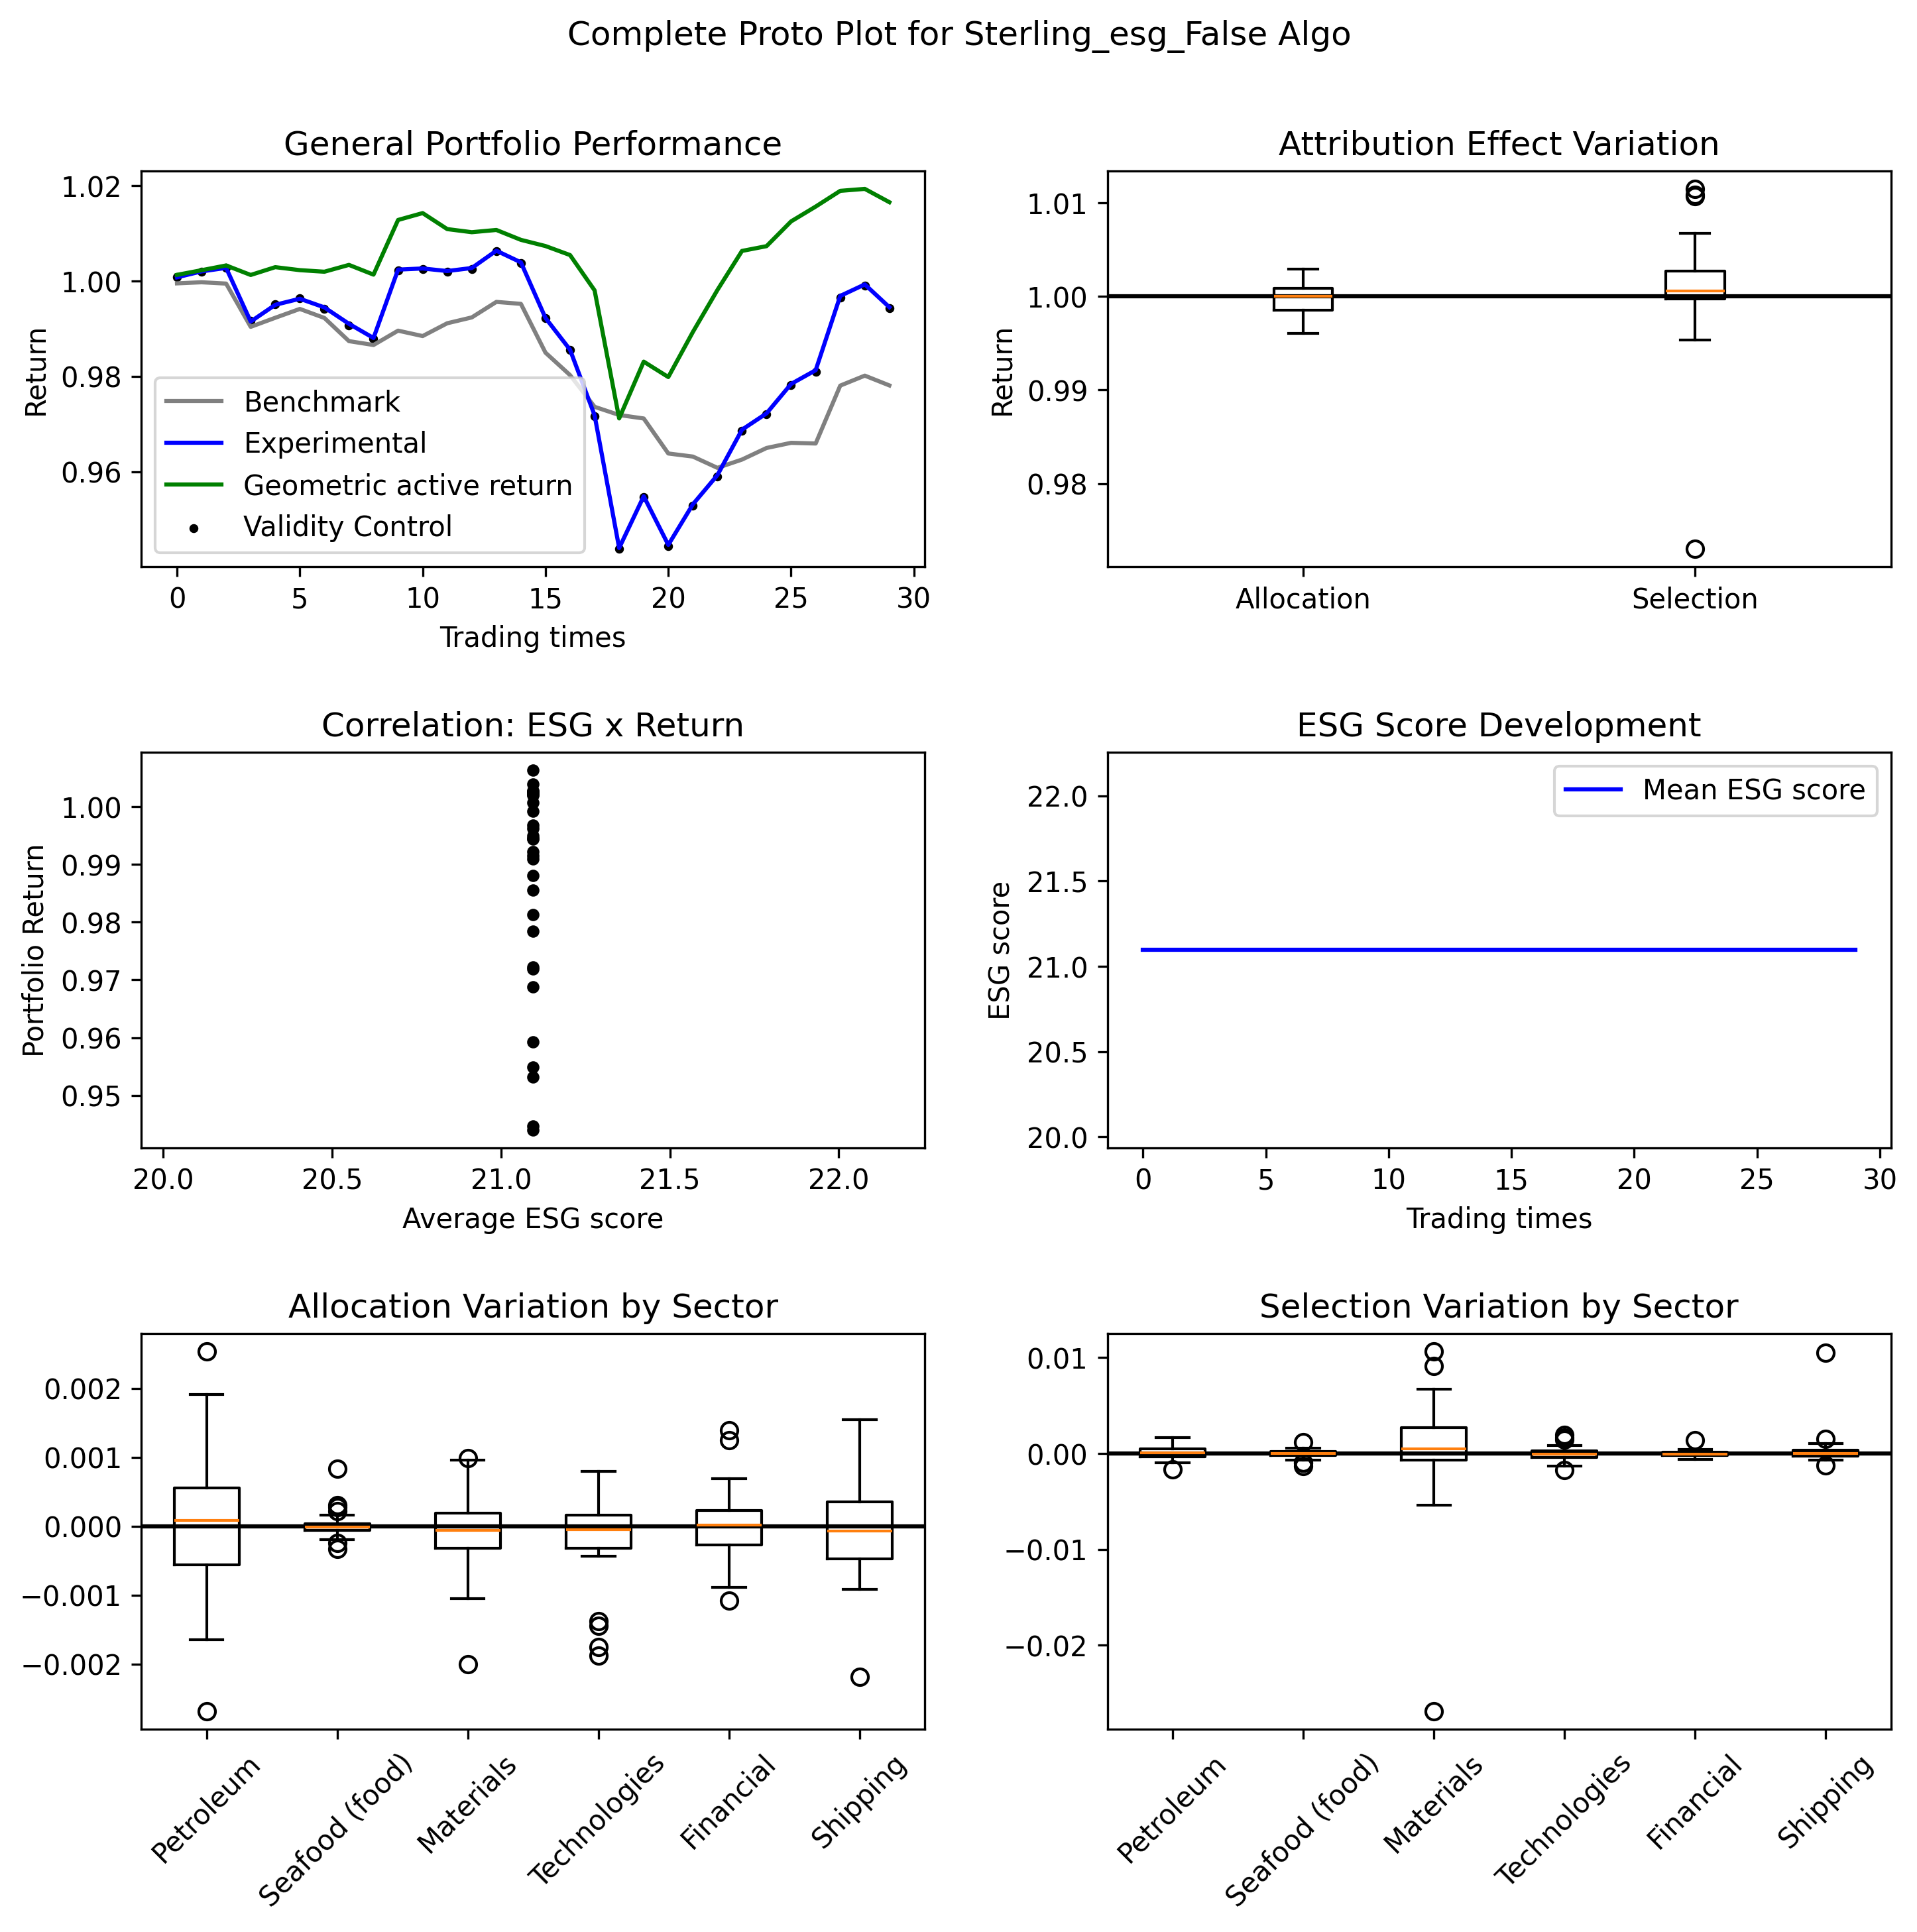 Complete Proto Plot for Sterling_esg_False Algo
General Portfolio Performance
Return
1.02
1.00
0.98
0.96
Benchmark
Experimental
Geometric active return
Validity Control
0 5 10 15 20 25 30
Trading times
Attribution Effect Variation
Return
1.01
1.00
0.99
0.98
Allocation Selection
Correlation: ESG x Return
Portfolio Return
1.00
0.99
0.98
0.97
0.96
0.95
20.0 20.5 21.0 21.5 22.0
Average ESG score
ESG Score Development
ESG score
22.0
21.5
21.0
20.5
20.0
Mean ESG score
0 5 10 15 20 25 30
Trading times
Allocation Variation by Sector
0.002
0.001
0.000
−0.001
−0.002
Petroleum
Seafood (food)
Materials
Technologies
Financial
Shipping
Selection Variation by Sector
0.01
0.00
−0.01
−0.02
Petroleum
Seafood (food)
Materials
Technologies
Financial
Shipping